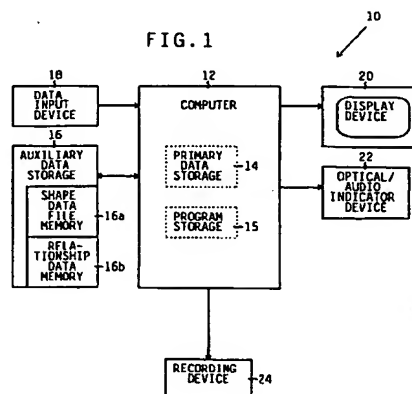 FIG.1
10
18
DATA
INPUT
DEVICE
16
AUXILIARY
DATA
STORAGE
SHAPE
DATA
FILE
MEMORY
16a
RELA-
TIONSHIP
DATA
MEMORY
16b
12
COMPUTER
PRIMARY
DATA
STORAGE
14
PROGRAM
STORAGE
15
20
DISPLAY
DEVICE
22
OPTICAL/
AUDIO
INDICATOR
DEVICE
RECORDING
DEVICE
24